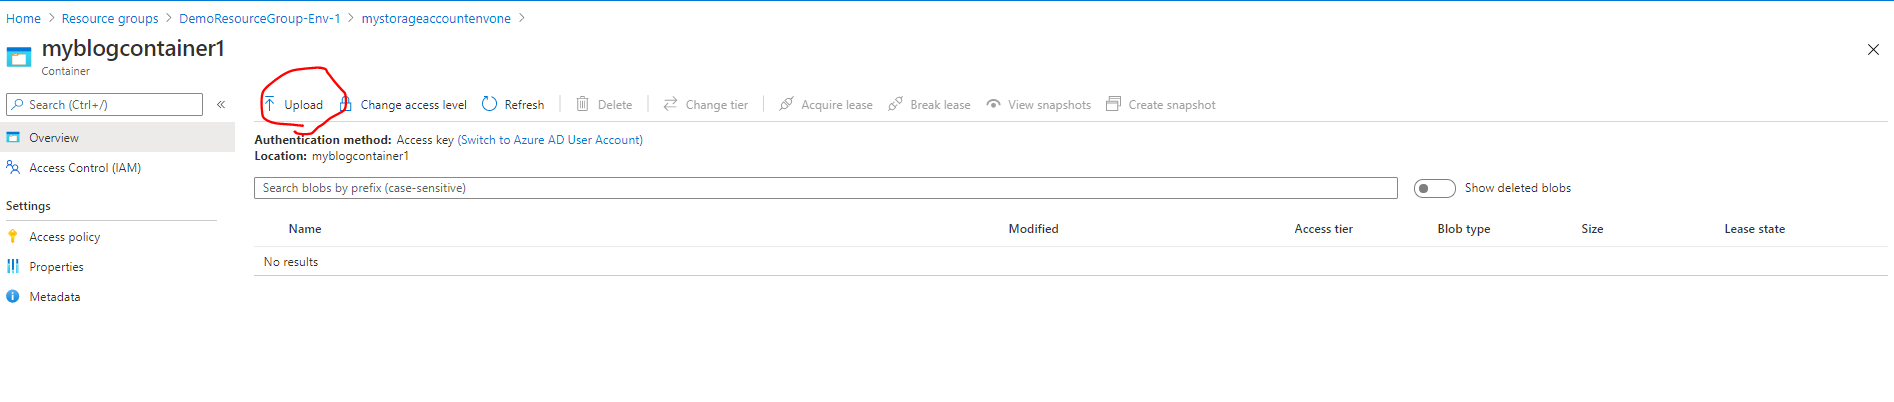 Home > Resource groups > DemoResourceGroup-Env-1 > mystorageaccountenvone >
myblogcontainer1
Container
Search (Ctrl+/)
«
Upload Change access level Refresh Delete Change tier Acquire lease Break lease View snapshots Create snapshot
Overview
Access Control (IAM)
Settings
Access policy
Properties
Metadata
Authentication method: Access key (Switch to Azure AD User Account)
Location: myblogcontainer1
Search blobs by prefix (case-sensitive)
Show deleted blobs
Name Modified Access tier Blob type Size Lease state
No results